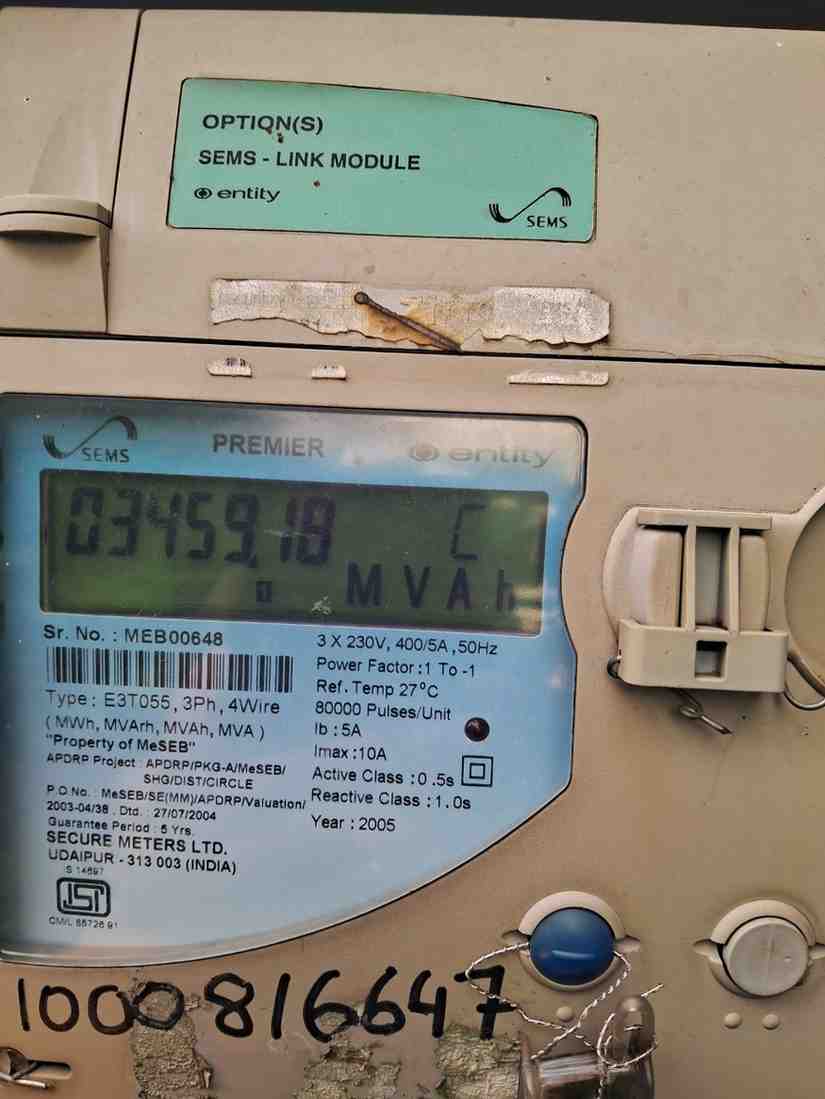 OPTION(S)
SEMS - LINK MODULE
entity
SEMS
SEMS
PREMIER
entity
03459.18 C
MVAh
Sr. No. : MEB00648
Type : E3T055, 3Ph, 4Wire
( MWh, MVArh, MVAh, MVA )
"Property of MeSEB"
APDRP Project : APDRP/PKG-A/MeSEB/
SHG/DIST/CIRCLE
P.O No. : MeSEB/SE(MM)/APDRP/Valuation/
2003-04/38 . Dtd. : 27/07/2004
Guarantee Period : 5 Yrs.
SECURE METERS LTD.
UDAIPUR - 313 003 (INDIA)
3 X 230V, 400/5A ,50Hz
Power Factor :1 To -1
Ref. Temp 27°C
80000 Pulses/Unit
Ib : 5A
Imax :10A
Active Class :0 .5s
Reactive Class :1.0s
Year : 2005
S 14697
ISI
1000816647